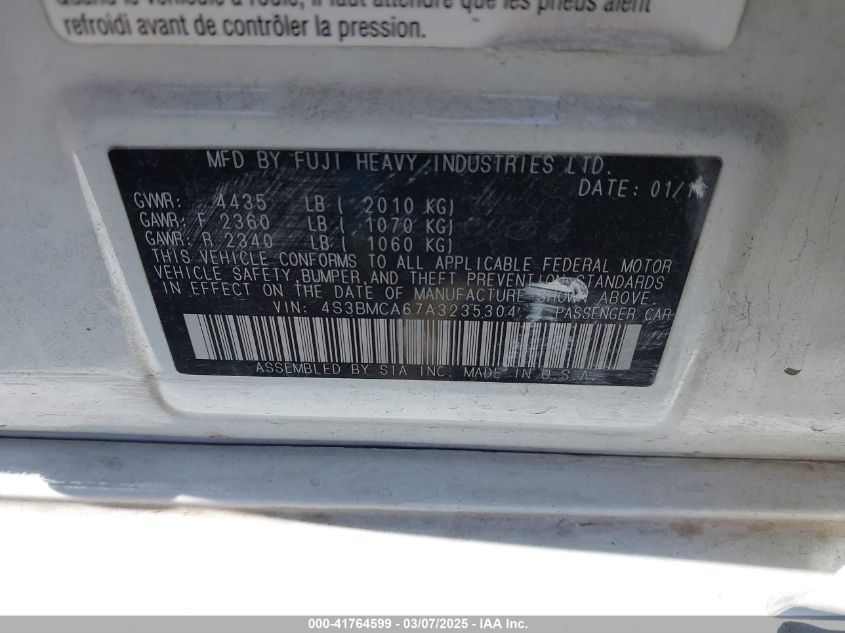 refroidi avant de contrôler la pression.
MFD BY FUJI HEAVY INDUSTRIES LTD.
DATE: 01/1
GVWR: 4435 LB ( 2010 KG)
GAWR: F 2360 LB ( 1070 KG)
GAWR: R 2340 LB ( 1060 KG)
THIS VEHICLE CONFORMS TO ALL APPLICABLE FEDERAL MOTOR
VEHICLE SAFETY, BUMPER, AND THEFT PREVENTION STANDARDS
IN EFFECT ON THE DATE OF MANUFACTURE SHOWN ABOVE.
VIN: 4S3BMCA67A3235304 PASSENGER CAR
ASSEMBLED BY SIA INC. MADE IN U.S.A.
000-41764599 - 03/07/2025 - IAA Inc.